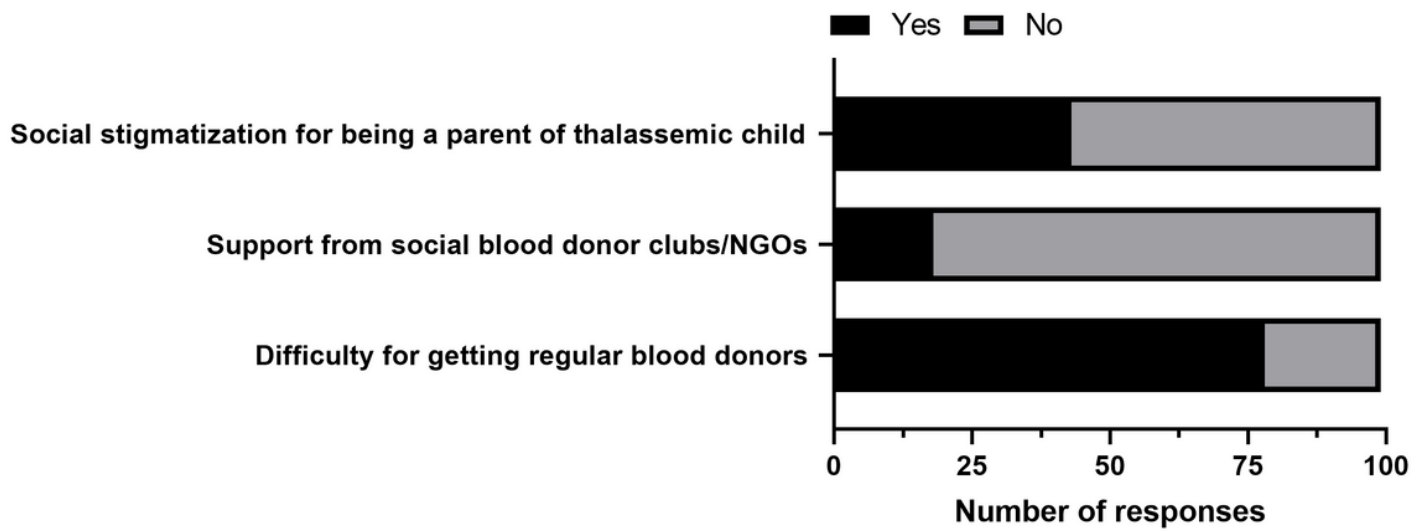 Yes No
Social stigmatization for being a parent of thalassemic child
Support from social blood donor clubs/NGOs
Difficulty for getting regular blood donors
0 25 50 75 100
Number of responses